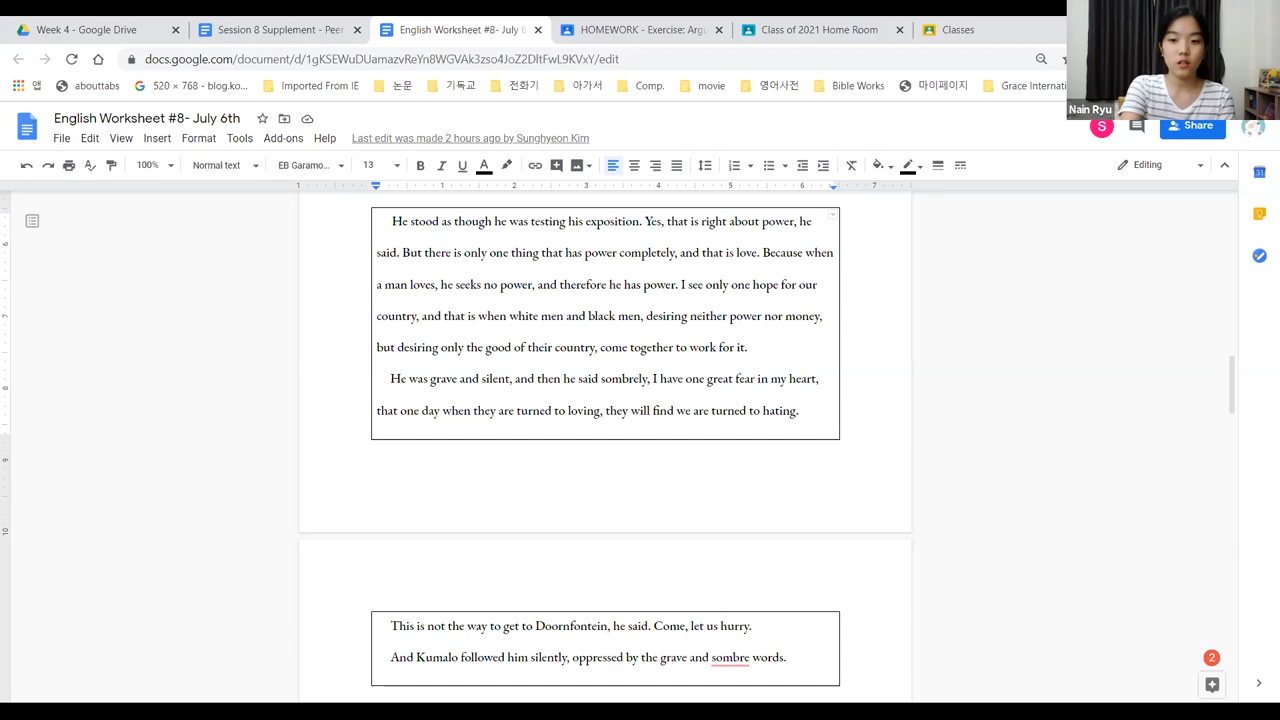 Week 4 - Google Drive
Session 8 Supplement - Peer
English Worksheet #8- July 6
HOMEWORK - Exercise: Argu
Class of 2021 Home Room
Classes
docs.google.com/document/d/1gKSEWuDUamazvReYn8WGVAk3zso4JoZ2DltFwL9KVxY/edit
앱 abouttabs 520 × 768 - blog.ko... Imported From IE 논문 기독교 전화기 아가서 Comp. movie 영어사전 Bible Works 마이페이지 Grace Internati
Nain Ryu
English Worksheet #8- July 6th
File Edit View Insert Format Tools Add-ons Help Last edit was made 2 hours ago by Sunghyeon Kim
S
Share
100% Normal text EB Garamo... 13 B I U A Editing
1 1 2 3 4 5 6 7
He stood as though he was testing his exposition. Yes, that is right about power, he
said. But there is only one thing that has power completely, and that is love. Because when
a man loves, he seeks no power, and therefore he has power. I see only one hope for our
country, and that is when white men and black men, desiring neither power nor money,
but desiring only the good of their country, come together to work for it.
He was grave and silent, and then he said sombrely, I have one great fear in my heart,
that one day when they are turned to loving, they will find we are turned to hating.
This is not the way to get to Doornfontein, he said. Come, let us hurry.
And Kumalo followed him silently, oppressed by the grave and sombre words.
2